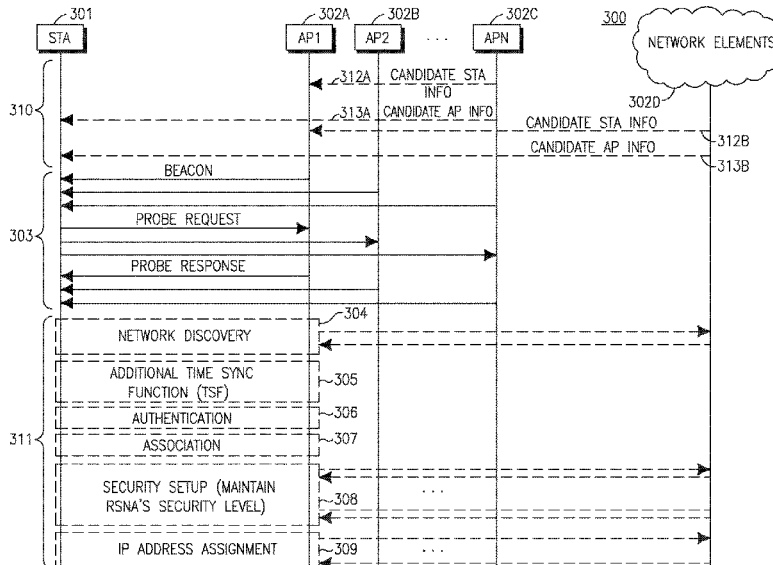 301
302A
302B
302C
300
STA
AP1
AP2
. . .
APN
NETWORK ELEMENTS
302D
312A
CANDIDATE STA
INFO
313A
CANDIDATE AP INFO
310
CANDIDATE STA INFO
312B
CANDIDATE AP INFO
313B
BEACON
PROBE REQUEST
303
PROBE RESPONSE
304
NETWORK DISCOVERY
ADDITIONAL TIME SYNC
FUNCTION (TSF)
305
AUTHENTICATION
306
311
ASSOCIATION
307
SECURITY SETUP (MAINTAIN
RSNA'S SECURITY LEVEL)
308
. . .
IP ADDRESS ASSIGNMENT
309
. . .